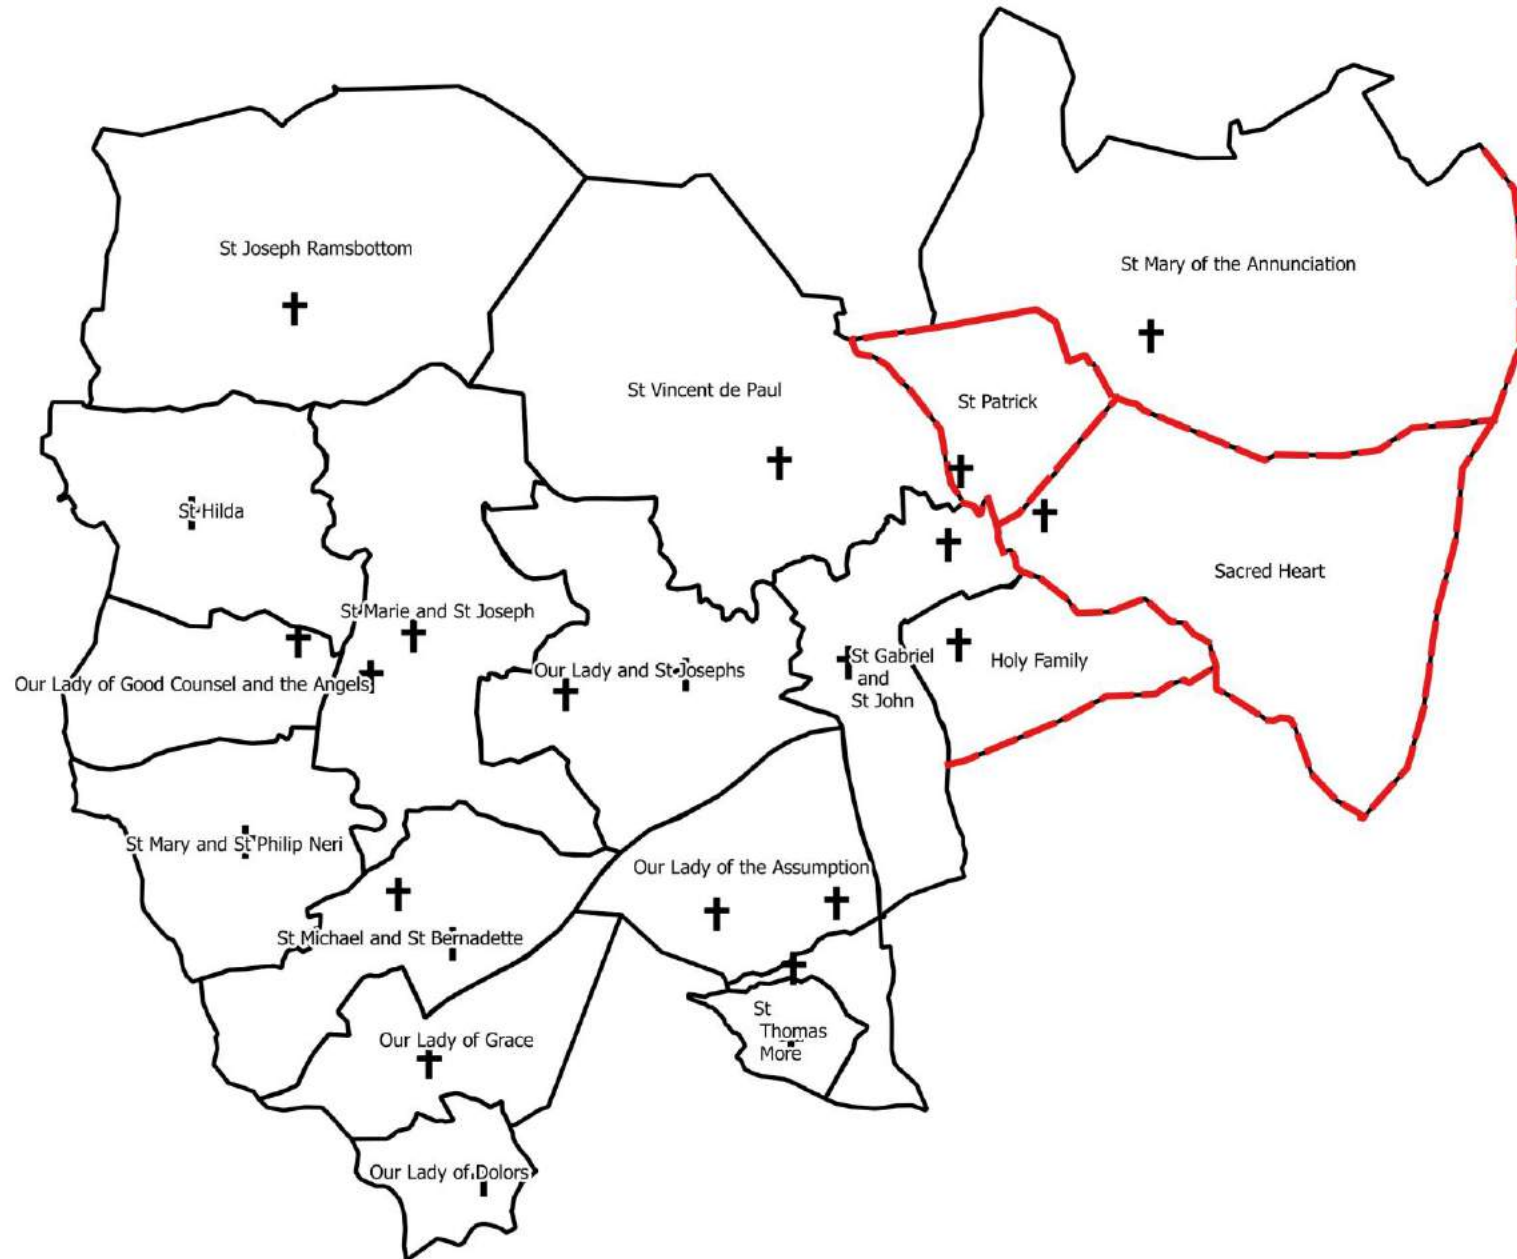 St Joseph Ramsbottom
St Mary of the Annunciation
St Vincent de Paul
St Patrick
St Hilda
Sacred Heart
St Marie and St Joseph
Our Lady of Good Counsel and the Angels
Our Lady and St Josephs
St Gabriel
and
St John
Holy Family
St Mary and St Philip Neri
Our Lady of the Assumption
St Michael and St Bernadette
St
Thomas
More
Our Lady of Grace
Our Lady of Dolors